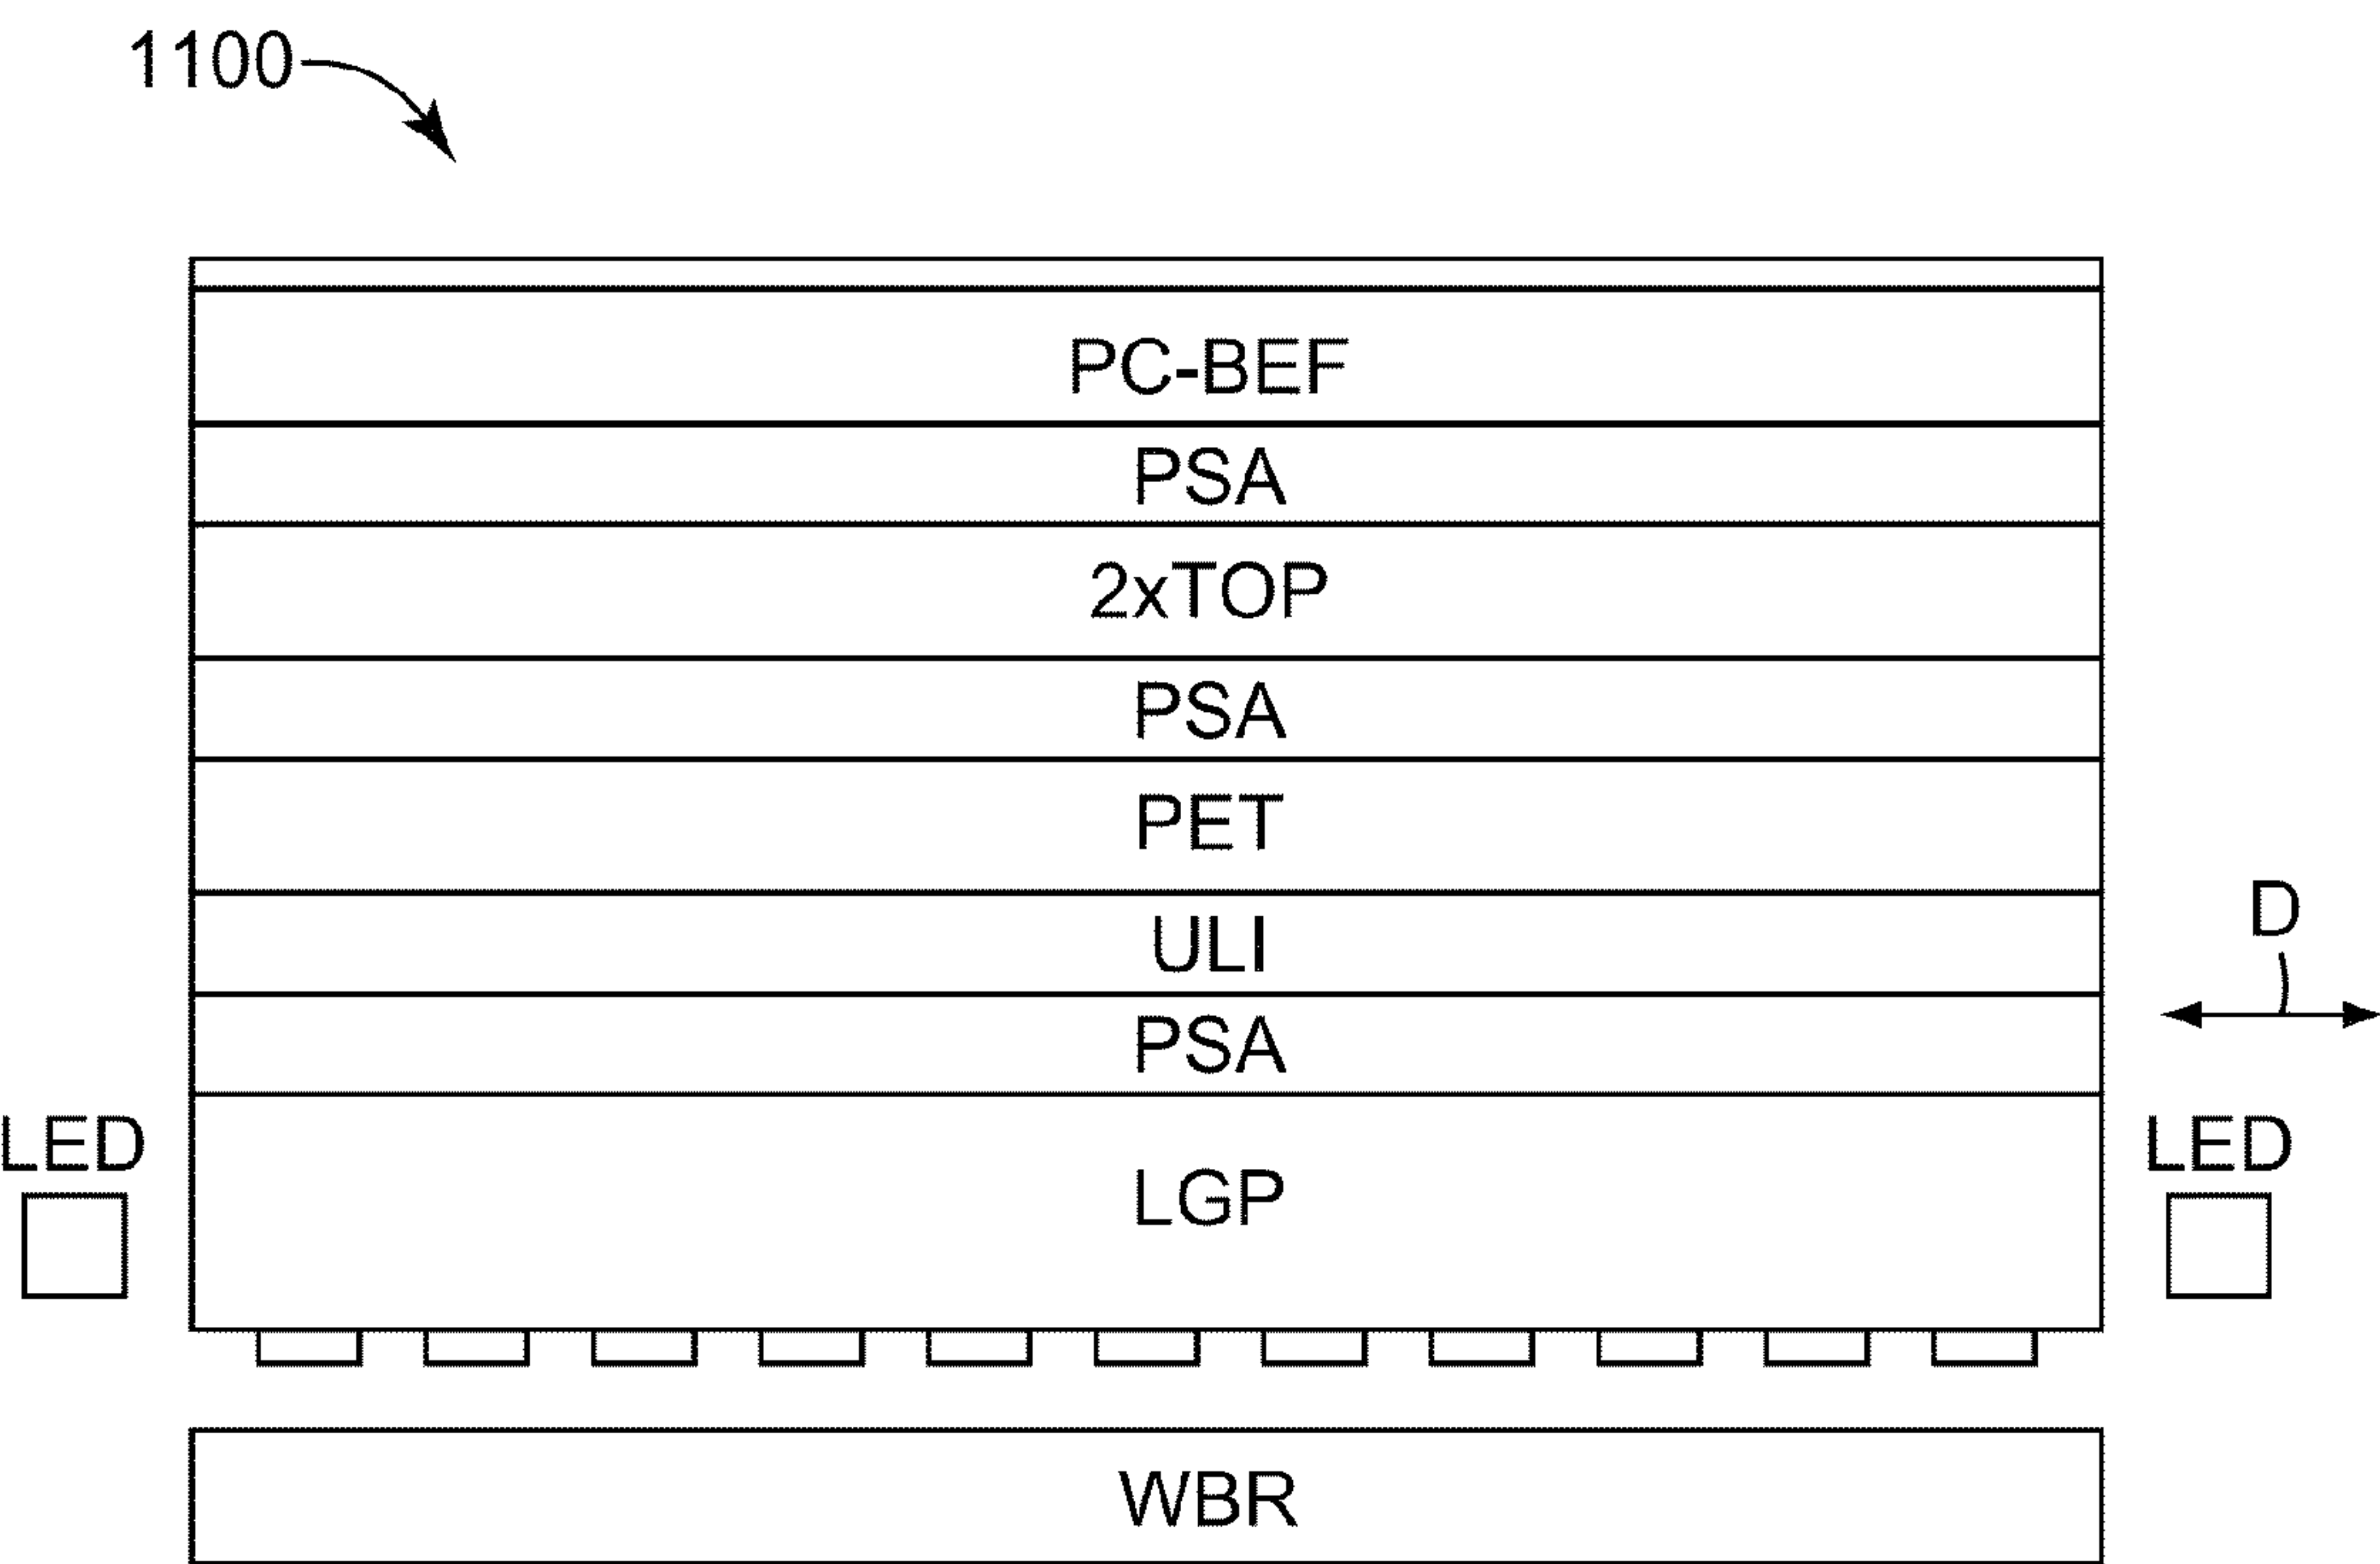 1100
PC-BEF
PSA
2xTOP
PSA
PET
ULI
D
PSA
LED
LED
LGP
WBR